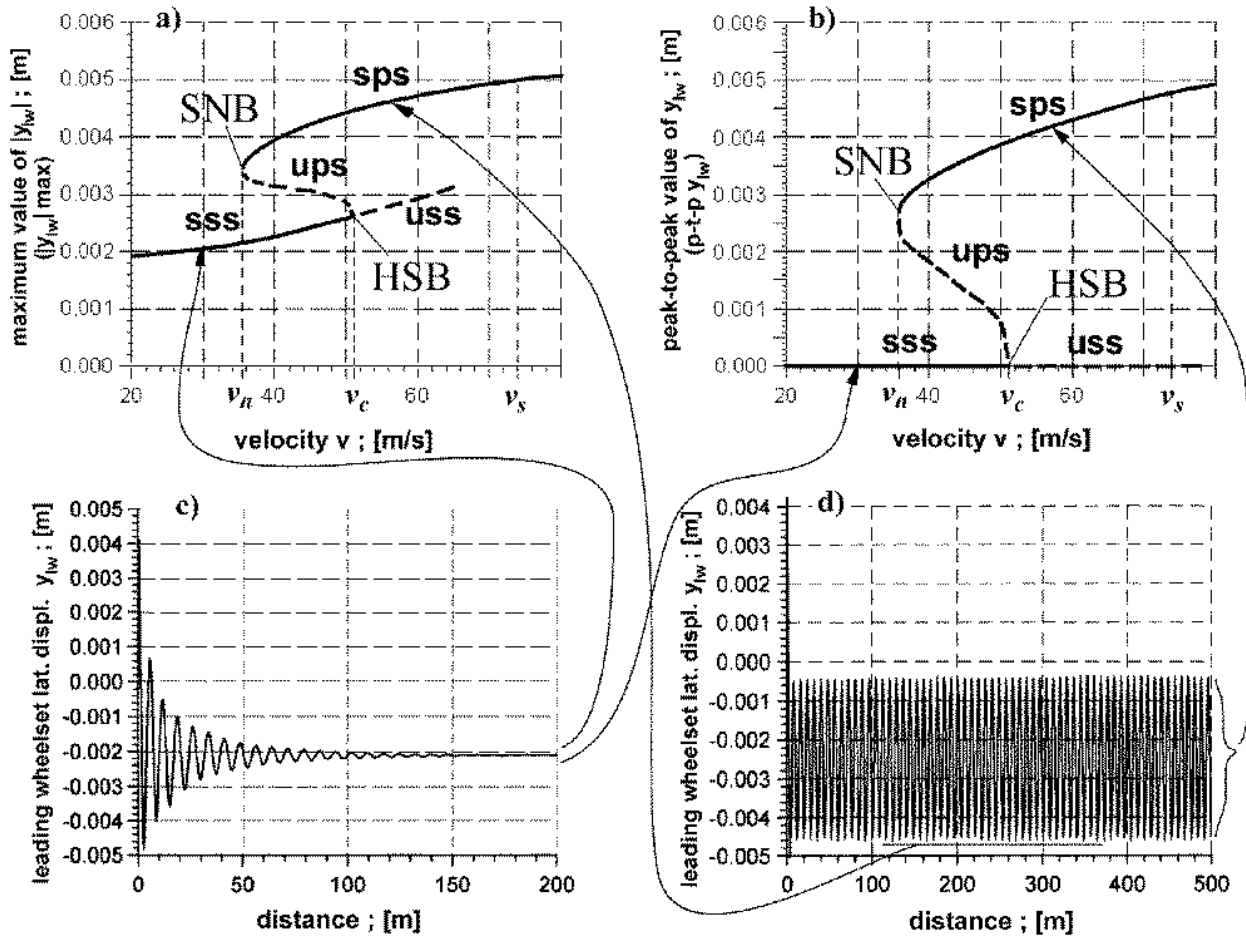 a)
maximum value of |y_lw| ; [m]
(|y_lw| max)
0.006
0.005
0.004
0.003
0.002
0.001
0.000
SNB
sps
ups
sss
uss
HSB
20 v_n 40 v_c 60 v_s
velocity v ; [m/s]
b)
peak-to-peak value of y_lw ; [m]
(p-t-p y_lw)
0.006
0.005
0.004
0.003
0.002
0.001
0.000
SNB
sps
ups
HSB
sss
uss
20 v_n 40 v_c 60 v_s
velocity v ; [m/s]
c)
leading wheelset lat. displ. y_lw ; [m]
0.005
0.004
0.003
0.002
0.001
0.000
-0.001
-0.002
-0.003
-0.004
-0.005
0 50 100 150 200
distance ; [m]
d)
leading wheelset lat. displ. y_lw ; [m]
0.004
0.003
0.002
0.001
0.000
-0.001
-0.002
-0.003
-0.004
-0.005
0 100 200 300 400 500
distance ; [m]